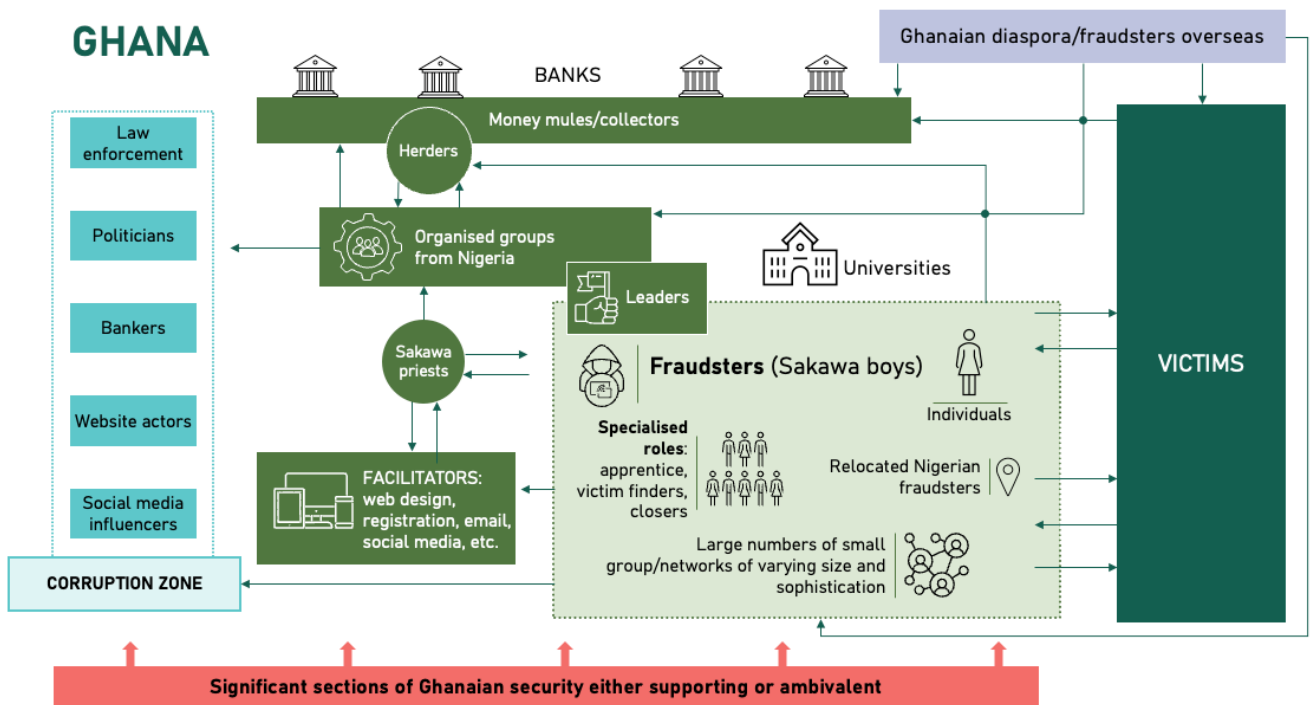 GHANA
Ghanaian diaspora/fraudsters overseas
BANKS
Money mules/collectors
Herders
Law
enforcement
Politicians
Bankers
Website actors
Social media
influencers
CORRUPTION ZONE
Organised groups
from Nigeria
Universities
Leaders
Sakawa
priests
Fraudsters (Sakawa boys)
Individuals
Specialised
roles:
apprentice,
victim finders,
closers
Relocated Nigerian
fraudsters
Large numbers of small
group/networks of varying size and
sophistication
FACILITATORS:
web design,
registration, email,
social media, etc.
VICTIMS
Significant sections of Ghanaian security either supporting or ambivalent